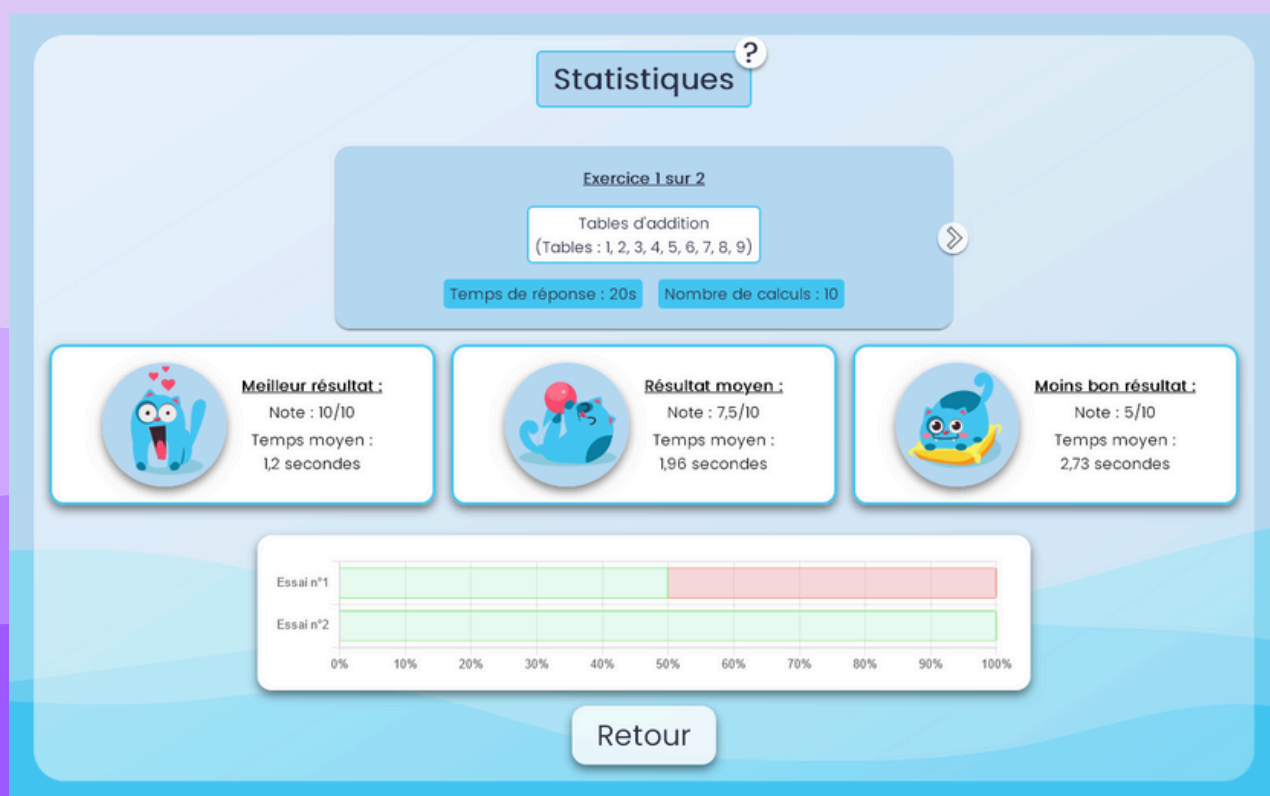 Statistiques
?
Exercice 1 sur 2
Tables d'addition
(Tables : 1, 2, 3, 4, 5, 6, 7, 8, 9)
Temps de réponse : 20s
Nombre de calculs : 10
Meilleur résultat :
Note : 10/10
Temps moyen :
1,2 secondes
Résultat moyen :
Note : 7,5/10
Temps moyen :
1,96 secondes
Moins bon résultat :
Note : 5/10
Temps moyen :
2,73 secondes
Essai n°1
Essai n°2
0% 10% 20% 30% 40% 50% 60% 70% 80% 90% 100%
Retour